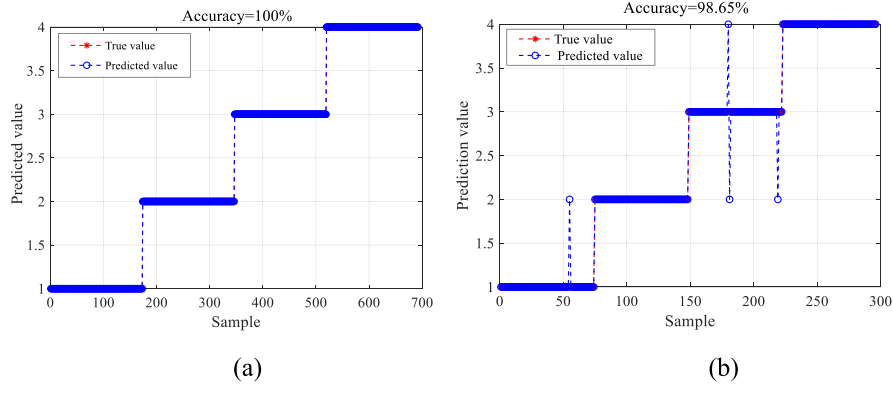 Accuracy=100%
4
3.5
3
2.5
2
1.5
1
0
100
200
300
400
500
600
700
True value
Predicted value
Predicted value
Sample
(a)
Accuracy=98.65%
4
3.5
3
2.5
2
1.5
1
0
50
100
150
200
250
300
True value
Predicted value
Prediction value
Sample
(b)